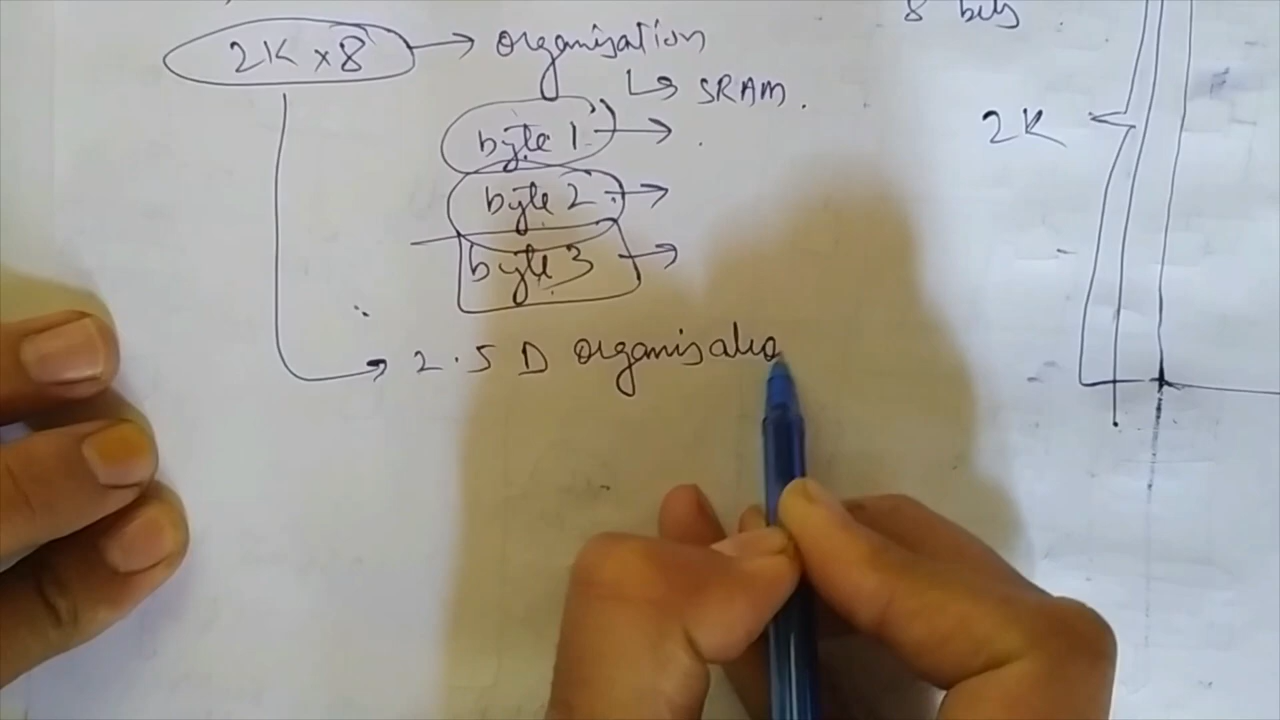 2K x 8 → organisation
↳ SRAM.
byte 1 →
byte 2 →
byte 3 →
→ 2.5 D organisatio
8 bits
2K